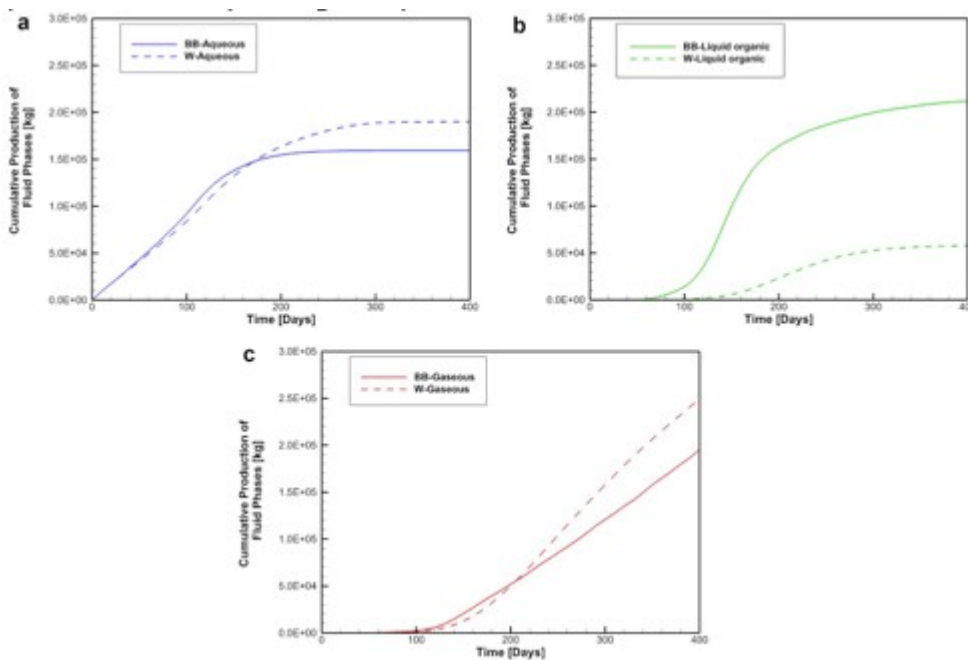 a
3.0E+05
2.5E+05
2.0E+05
1.5E+05
1.0E+05
5.0E+04
0.0E+00
Cumulative Production of
Fluid Phases [kg]
BB-Aqueous
W-Aqueous
0 100 200 300 400
Time [Days]
b
3.0E+05
2.5E+05
2.0E+05
1.5E+05
1.0E+05
5.0E+04
0.0E+00
Cumulative Production of
Fluid Phases [kg]
BB-Liquid organic
W-Liquid organic
0 100 200 300 400
Time [Days]
c
3.0E+05
2.5E+05
2.0E+05
1.5E+05
1.0E+05
5.0E+04
0.0E+00
Cumulative Production of
Fluid Phases [kg]
BB-Gaseous
W-Gaseous
0 100 200 300 400
Time [Days]